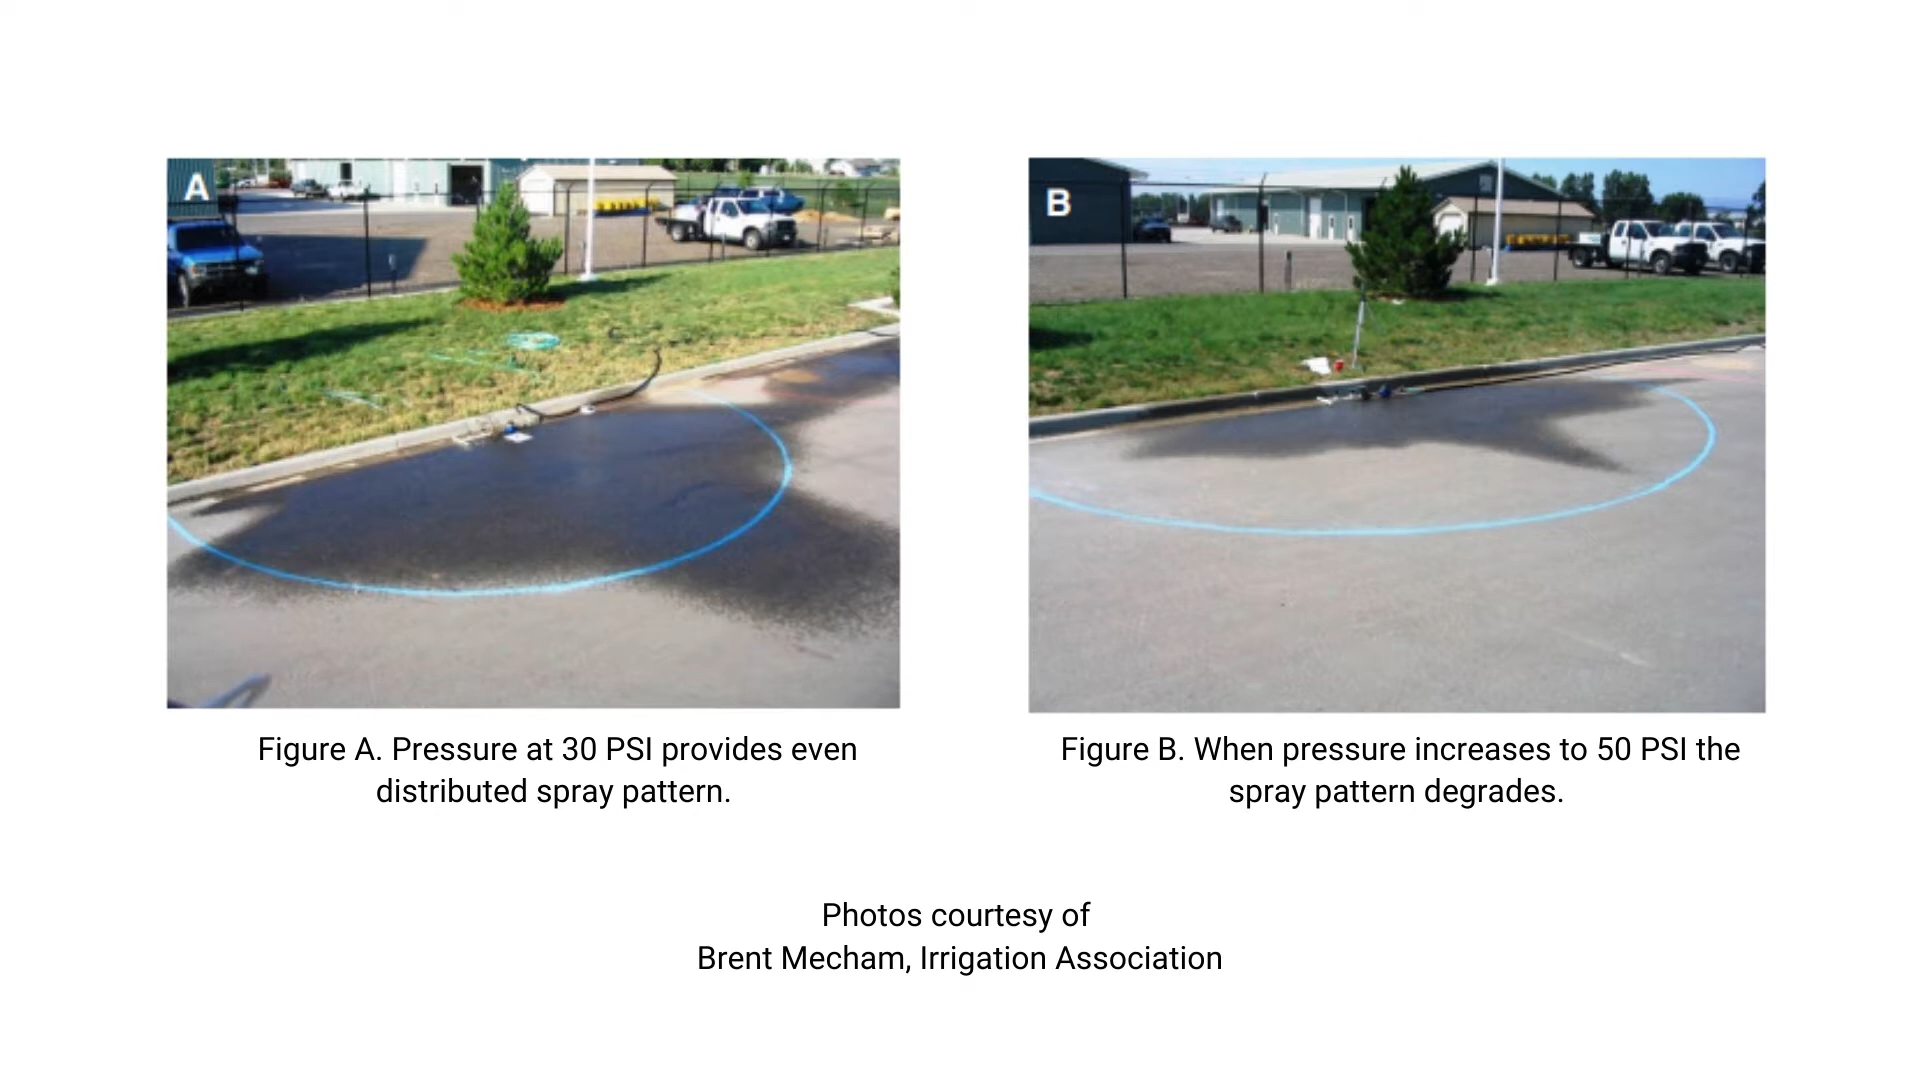 A
B
Figure A. Pressure at 30 PSI provides even
distributed spray pattern.
Figure B. When pressure increases to 50 PSI the
spray pattern degrades.
Photos courtesy of
Brent Mecham, Irrigation Association